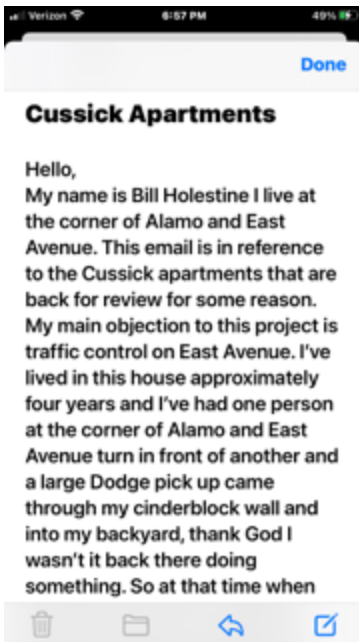 Verizon 6:57 PM 49%
Done
Cussick Apartments
Hello,
My name is Bill Holestine I live at
the corner of Alamo and East
Avenue. This email is in reference
to the Cussick apartments that are
back for review for some reason.
My main objection to this project is
traffic control on East Avenue. I've
lived in this house approximately
four years and I've had one person
at the corner of Alamo and East
Avenue turn in front of another and
a large Dodge pick up came
through my cinderblock wall and
into my backyard, thank God I
wasn't it back there doing
something. So at that time when